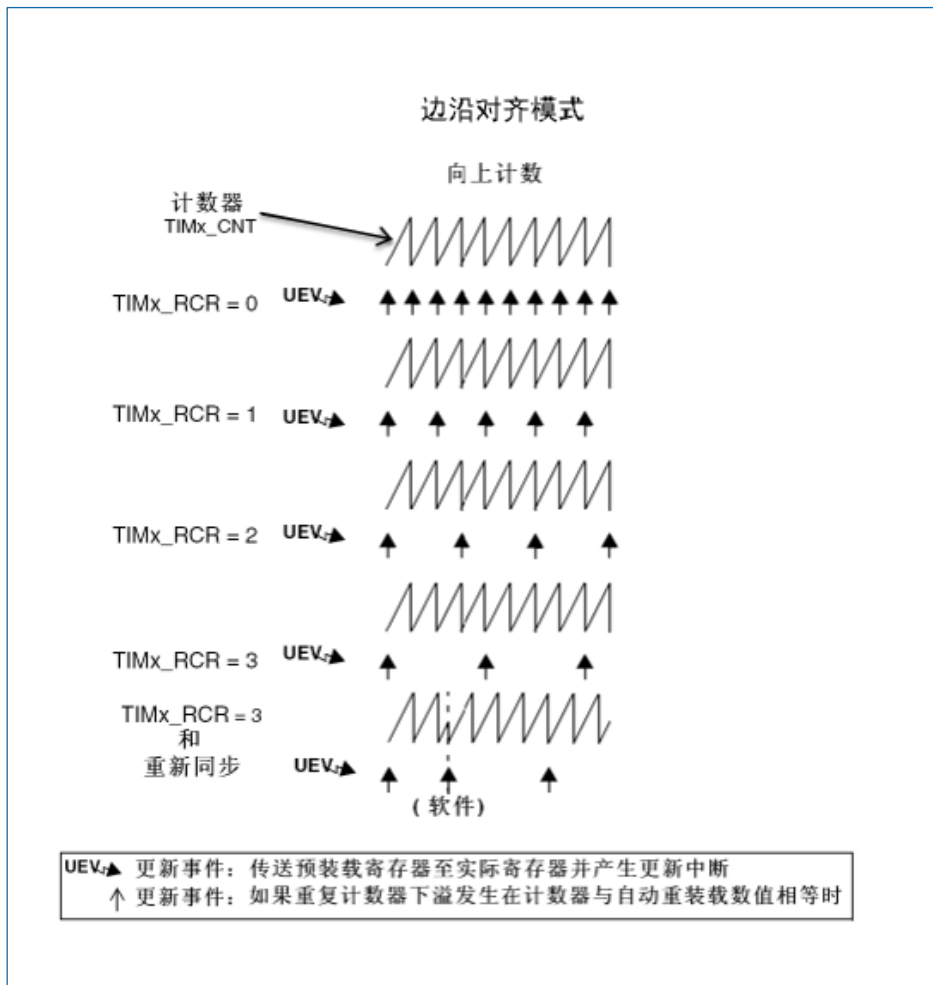 边沿对齐模式
向上计数
计数器
TIMx_CNT
TIMx_RCR = 0
UEV
TIMx_RCR = 1
UEV
TIMx_RCR = 2
UEV
TIMx_RCR = 3
UEV
TIMx_RCR = 3
和
重新同步
UEV
(软件)
UEV 更新事件：传送预装载寄存器至实际寄存器并产生更新中断
更新事件：如果重复计数器下溢发生在计数器与自动重装载数值相等时